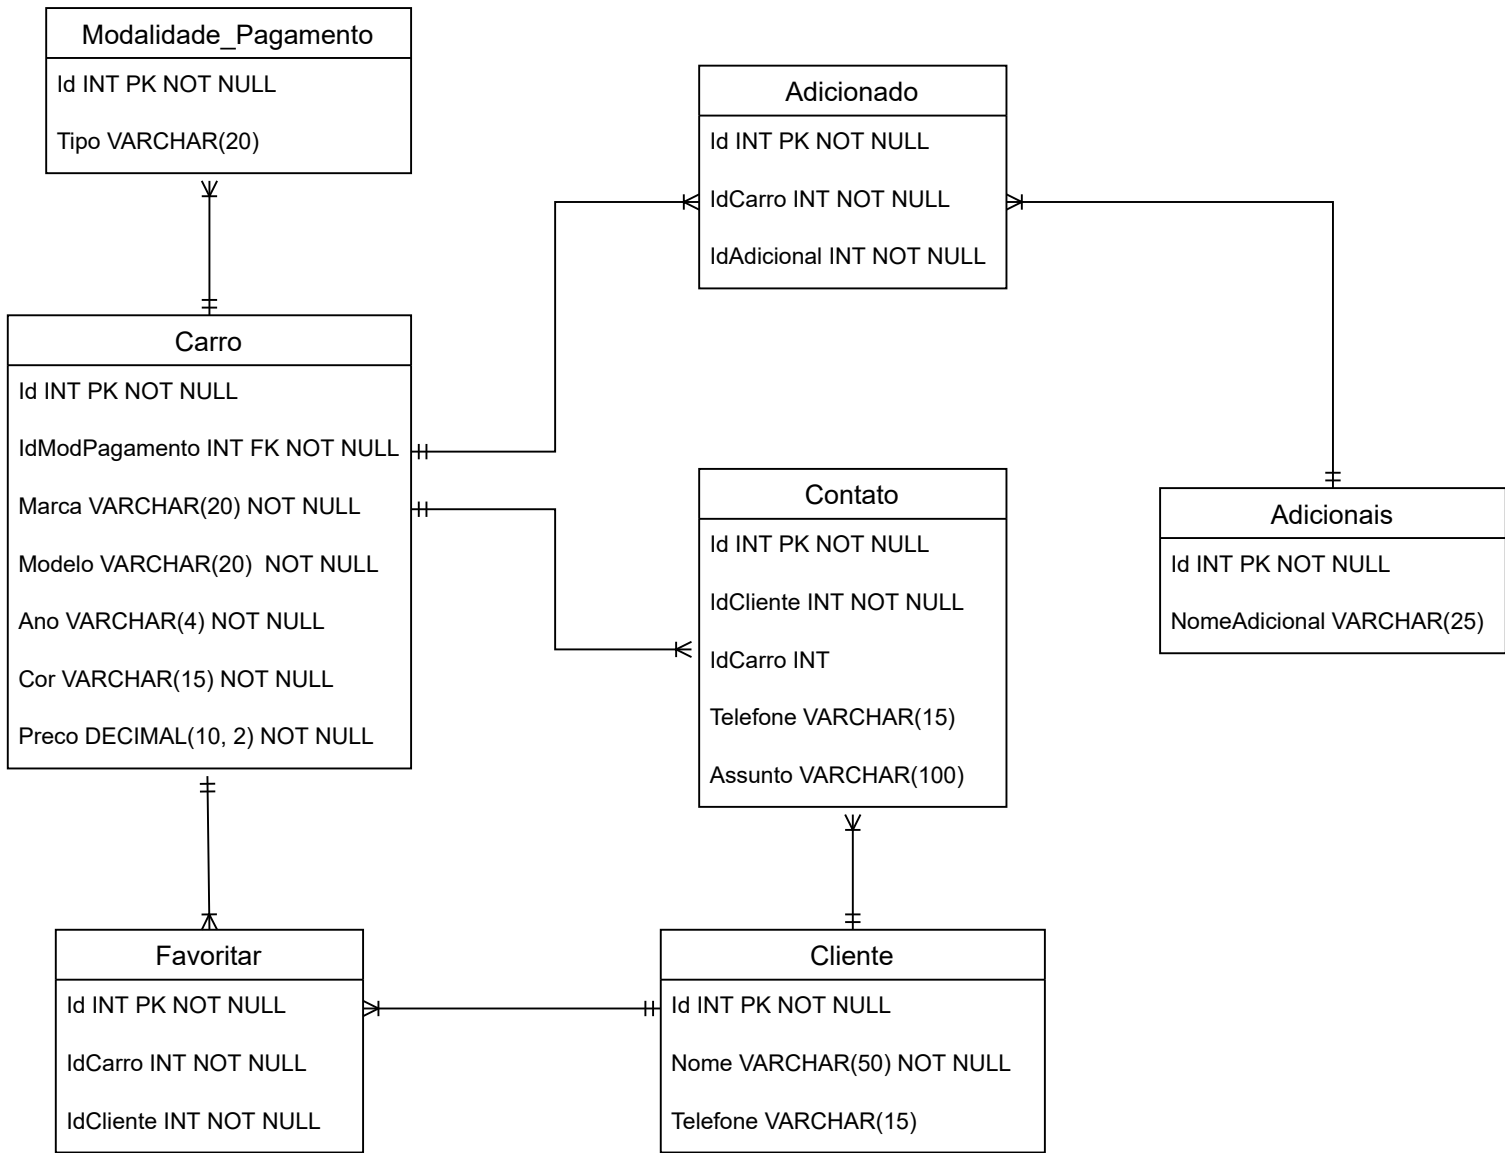 Modalidade_Pagamento
Id INT PK NOT NULL
Tipo VARCHAR(20)
Adicionado
Id INT PK NOT NULL
IdCarro INT NOT NULL
IdAdicional INT NOT NULL
Carro
Id INT PK NOT NULL
IdModPagamento INT FK NOT NULL
Marca VARCHAR(20) NOT NULL
Modelo VARCHAR(20) NOT NULL
Ano VARCHAR(4) NOT NULL
Cor VARCHAR(15) NOT NULL
Preco DECIMAL(10, 2) NOT NULL
Contato
Id INT PK NOT NULL
IdCliente INT NOT NULL
IdCarro INT
Telefone VARCHAR(15)
Assunto VARCHAR(100)
Adicionais
Id INT PK NOT NULL
NomeAdicional VARCHAR(25)
Favoritar
Id INT PK NOT NULL
IdCarro INT NOT NULL
IdCliente INT NOT NULL
Cliente
Id INT PK NOT NULL
Nome VARCHAR(50) NOT NULL
Telefone VARCHAR(15)